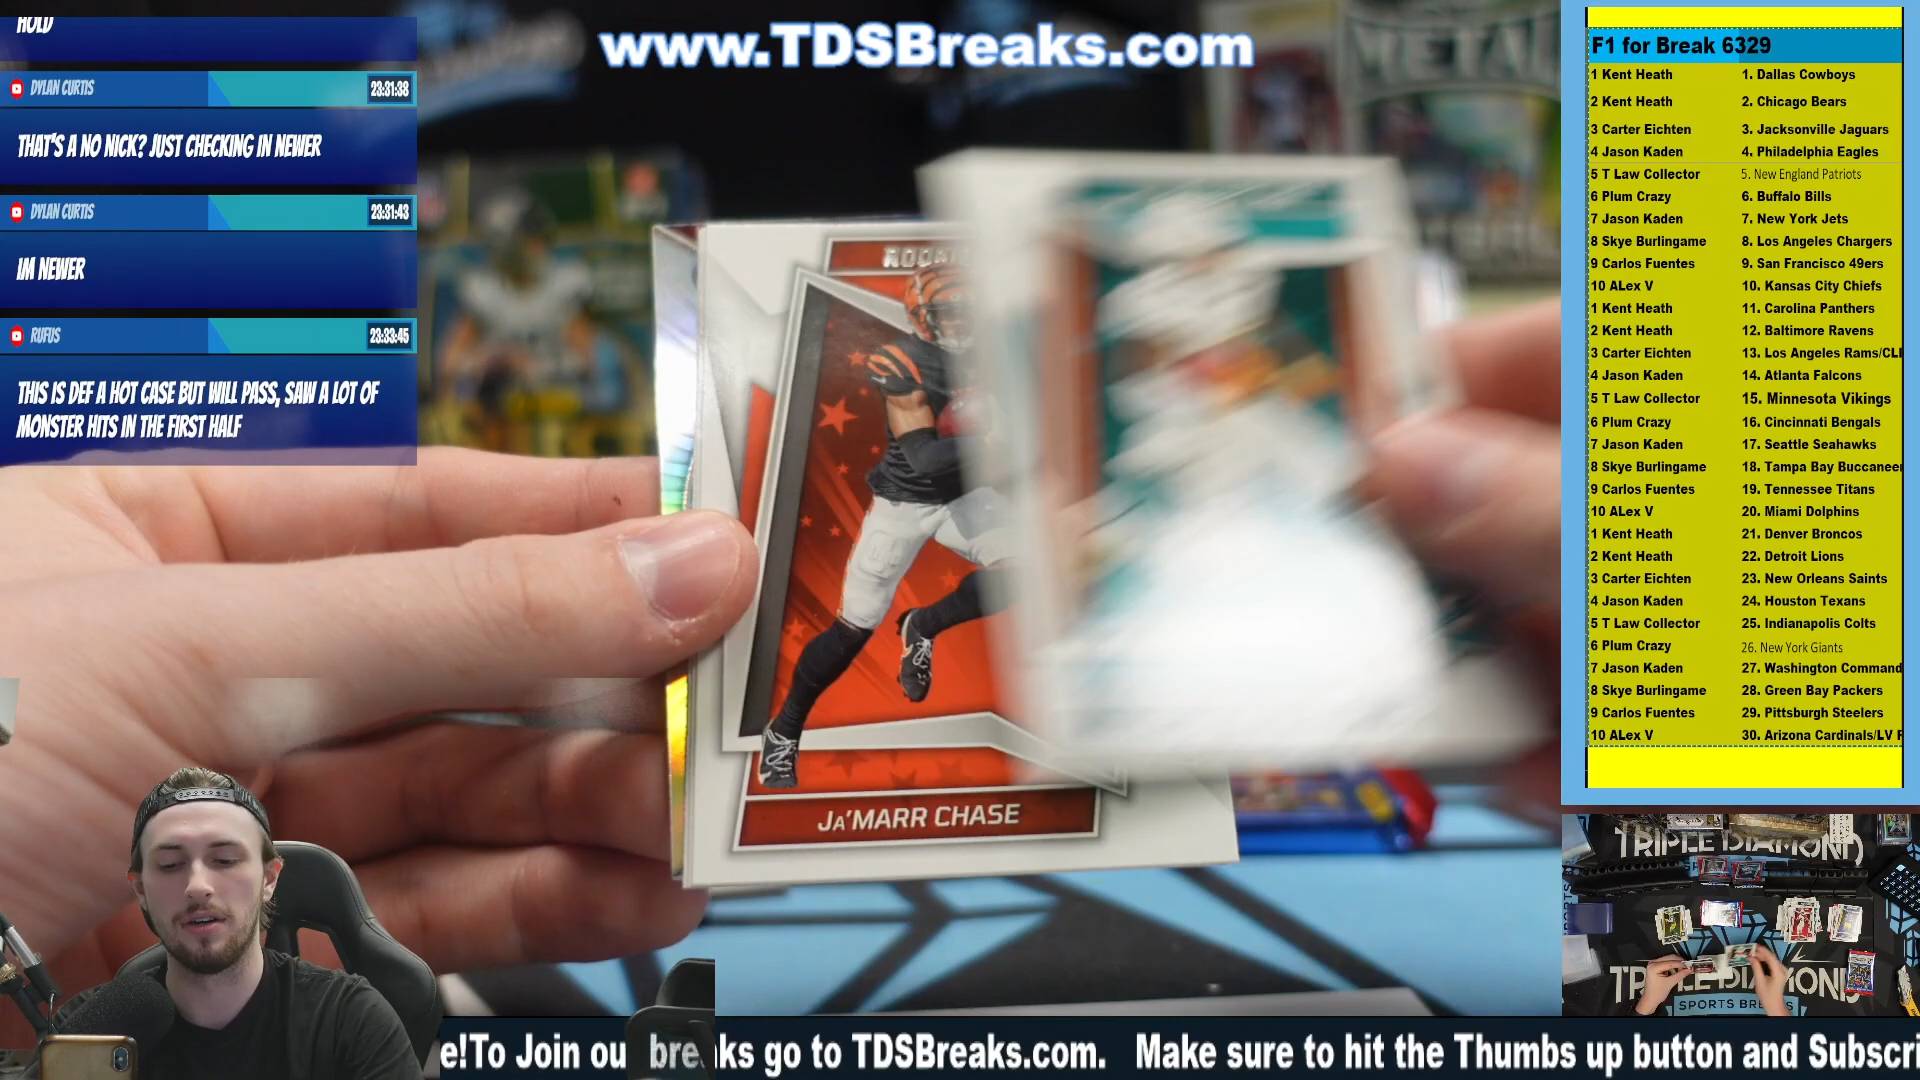 HOLD
DYLAN CURTIS 23:31:38
THAT'S A NO NICK? JUST CHECKING IN NEWER
DYLAN CURTIS 23:31:43
IM NEWER
RUFUS 23:33:45
THIS IS DEF A HOT CASE BUT WILL PASS, SAW A LOT OF
MONSTER HITS IN THE FIRST HALF
www.TDSBreaks.com
METAL
JA'MARR CHASE
F1 for Break 6329
1 Kent Heath 1. Dallas Cowboys
2 Kent Heath 2. Chicago Bears
3 Carter Eichten 3. Jacksonville Jaguars
4 Jason Kaden 4. Philadelphia Eagles
5 T Law Collector 5. New England Patriots
6 Plum Crazy 6. Buffalo Bills
7 Jason Kaden 7. New York Jets
8 Skye Burlingame 8. Los Angeles Chargers
9 Carlos Fuentes 9. San Francisco 49ers
10 ALex V 10. Kansas City Chiefs
1 Kent Heath 11. Carolina Panthers
2 Kent Heath 12. Baltimore Ravens
3 Carter Eichten 13. Los Angeles Rams/CLE
4 Jason Kaden 14. Atlanta Falcons
5 T Law Collector 15. Minnesota Vikings
6 Plum Crazy 16. Cincinnati Bengals
7 Jason Kaden 17. Seattle Seahawks
8 Skye Burlingame 18. Tampa Bay Buccaneer
9 Carlos Fuentes 19. Tennessee Titans
10 ALex V 20. Miami Dolphins
1 Kent Heath 21. Denver Broncos
2 Kent Heath 22. Detroit Lions
3 Carter Eichten 23. New Orleans Saints
4 Jason Kaden 24. Houston Texans
5 T Law Collector 25. Indianapolis Colts
6 Plum Crazy 26. New York Giants
7 Jason Kaden 27. Washington Command
8 Skye Burlingame 28. Green Bay Packers
9 Carlos Fuentes 29. Pittsburgh Steelers
10 ALex V 30. Arizona Cardinals/LV R
TRIPLE DIAMOND
TRIPLE DIAMOND
SPORTS BREAKS
e!To Join ou breaks go to TDSBreaks.com. Make sure to hit the Thumbs up button and Subscri